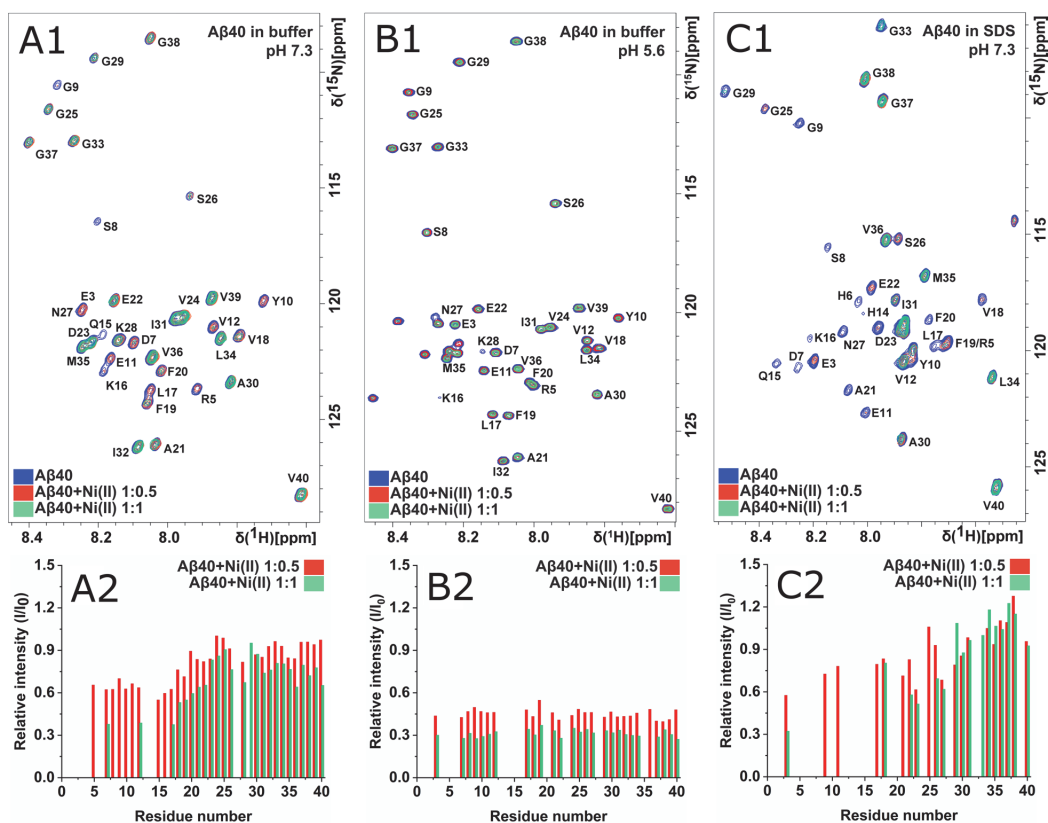 A1
Aβ40 in buffer
pH 7.3
G38
G29
G9
G25
G37
G33
S26
S8
E3
N27
E22
D23
Q15
K28
D7
M35
E11
K16
I31
V24
V39
Y10
V12
V18
L34
V36
F20
L17
R5
A30
F19
I32
A21
V40
Aβ40
Aβ40+Ni(II) 1:0.5
Aβ40+Ni(II) 1:1
8.4
8.2
8.0
δ(¹H)[ppm]
δ(¹⁵N)[ppm]
115
120
125
B1
Aβ40 in buffer
pH 5.6
G38
G29
G9
G25
G37
G33
S26
S8
N27
E22
E3
V39
Y10
I31
V24
V12
V18
K28
D7
L34
M35
V36
E11
F20
K16
R5
A30
L17
F19
A21
I32
V40
Aβ40
Aβ40+Ni(II) 1:0.5
Aβ40+Ni(II) 1:1
8.4
8.2
8.0
δ(¹H)[ppm]
δ(¹⁵N)[ppm]
115
120
125
C1
Aβ40 in SDS
pH 7.3
G33
G38
G29
G37
G25
G9
V36
S26
S8
M35
E22
H6
I31
V18
H14
F20
K16
N27
D23
L17
F19/R5
D7
E3
Y10
Q15
V12
L34
A21
E11
A30
V40
Aβ40
Aβ40+Ni(II) 1:0.5
Aβ40+Ni(II) 1:1
8.4
8.2
8.0
δ(¹H)[ppm]
δ(¹⁵N)[ppm]
115
120
125
A2
Aβ40+Ni(II) 1:0.5
Aβ40+Ni(II) 1:1
Relative intensity (I/I₀)
1.5
1.2
0.9
0.6
0.3
0.0
0 5 10 15 20 25 30 35 40
Residue number
B2
Aβ40+Ni(II) 1:0.5
Aβ40+Ni(II) 1:1
Relative intensity (I/I₀)
1.5
1.2
0.9
0.6
0.3
0.0
0 5 10 15 20 25 30 35 40
Residue number
C2
Aβ40+Ni(II) 1:0.5
Aβ40+Ni(II) 1:1
Relative intensity (I/I₀)
1.5
1.2
0.9
0.6
0.3
0.0
0 5 10 15 20 25 30 35 40
Residue number